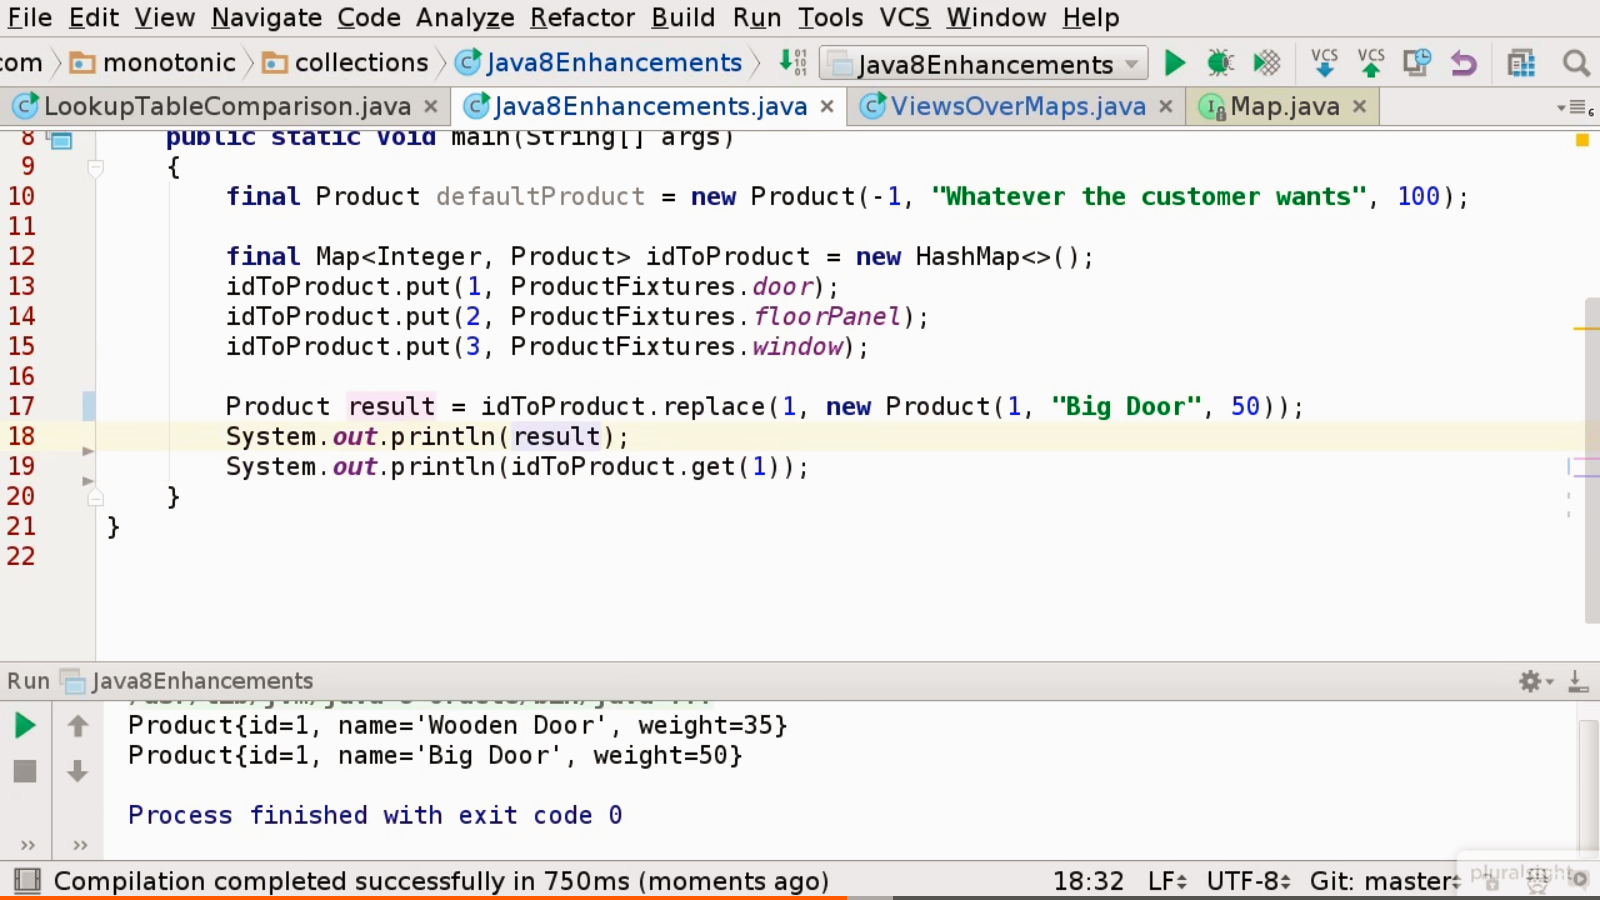 File Edit View Navigate Code Analyze Refactor Build Run Tools VCS Window Help
com monotonic collections Java8Enhancements Java8Enhancements VCS VCS
LookupTableComparison.java Java8Enhancements.java ViewsOverMaps.java Map.java 6
8 public static void main(String[] args)
9 {
10 final Product defaultProduct = new Product(-1, "Whatever the customer wants", 100);
11
12 final Map<Integer, Product> idToProduct = new HashMap<>();
13 idToProduct.put(1, ProductFixtures.door);
14 idToProduct.put(2, ProductFixtures.floorPanel);
15 idToProduct.put(3, ProductFixtures.window);
16
17 Product result = idToProduct.replace(1, new Product(1, "Big Door", 50));
18 System.out.println(result);
19 System.out.println(idToProduct.get(1));
20 }
21 }
22
Run Java8Enhancements
Product{id=1, name='Wooden Door', weight=35}
Product{id=1, name='Big Door', weight=50}
Process finished with exit code 0
Compilation completed successfully in 750ms (moments ago) 18:32 LF UTF-8 Git: master
pluralsight